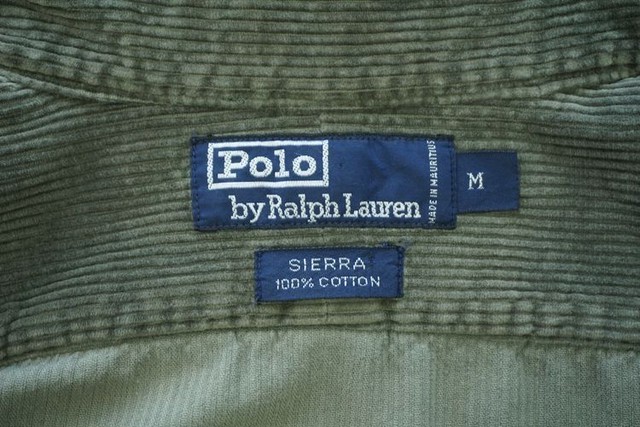 Polo
by Ralph Lauren
MADE IN MAURITIUS
M
SIERRA
100% COTTON